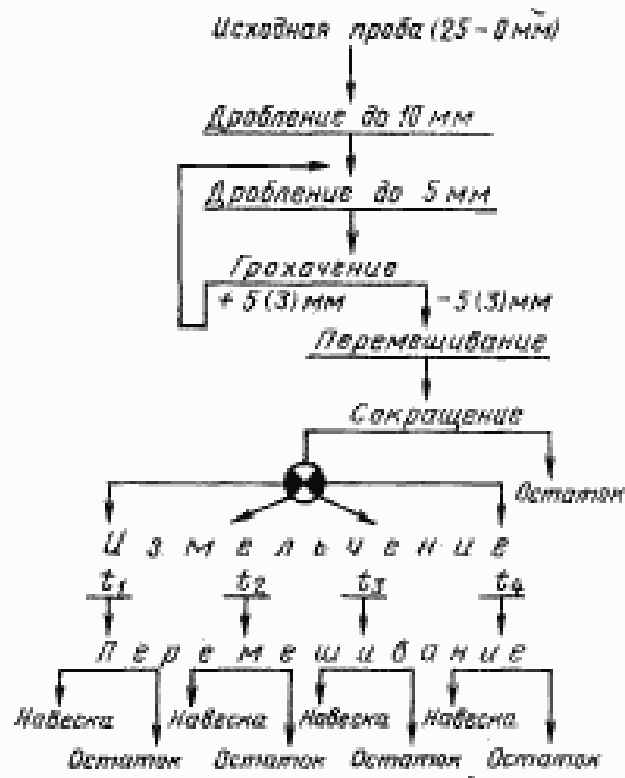 Исходная проба (25-0 мм)
Дробление до 10 мм
Дробление до 5 мм
Грохочение
+5(3) мм -5(3) мм
Перемешивание
Сокращение
Остаток
Измельчение
t1 t2 t3 t4
Перемешивание
Навеска Навеска Навеска Навеска
Остаток Остаток Остаток Остаток